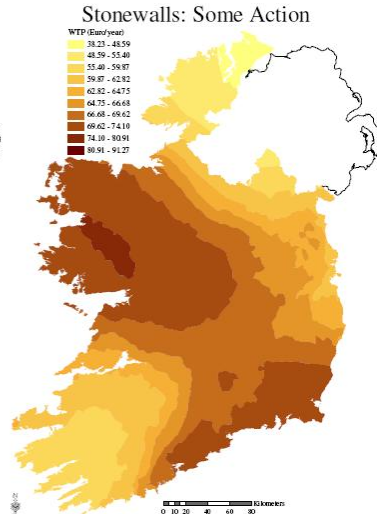 Stonewalls: Some Action
WTP (Euro/year)
38.23 - 48.59
48.59 - 55.40
55.40 - 59.87
59.87 - 62.82
62.82 - 64.75
64.75 - 66.68
66.68 - 69.62
69.62 - 74.10
74.10 - 80.91
80.91 - 91.27
Kilometers
0 10 20 40 60 80